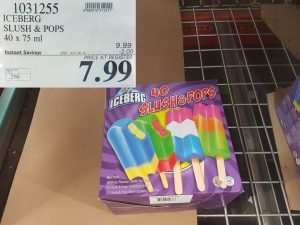 1031255
ICEBERG
SLUSH & POPS
40 x 75 ml
9.99
Instant Savings
2.00
PRICE AT REGISTER
7.99
.266
ICEBERG
40
SLUSH & POPS